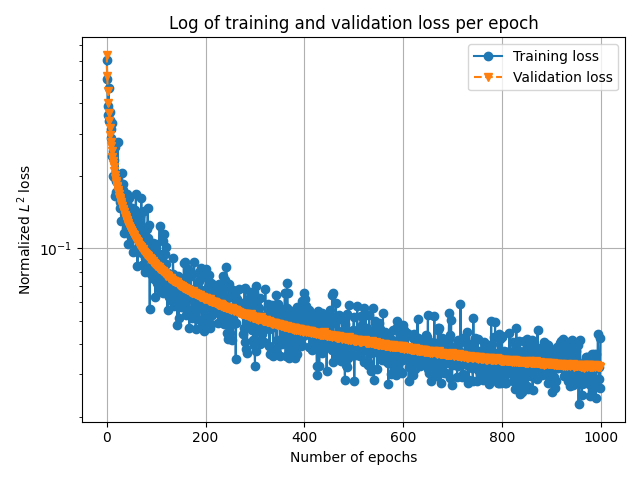 Log of training and validation loss per epoch
Training loss
Validation loss
Normalized L² loss
10⁻¹
0 200 400 600 800 1000
Number of epochs